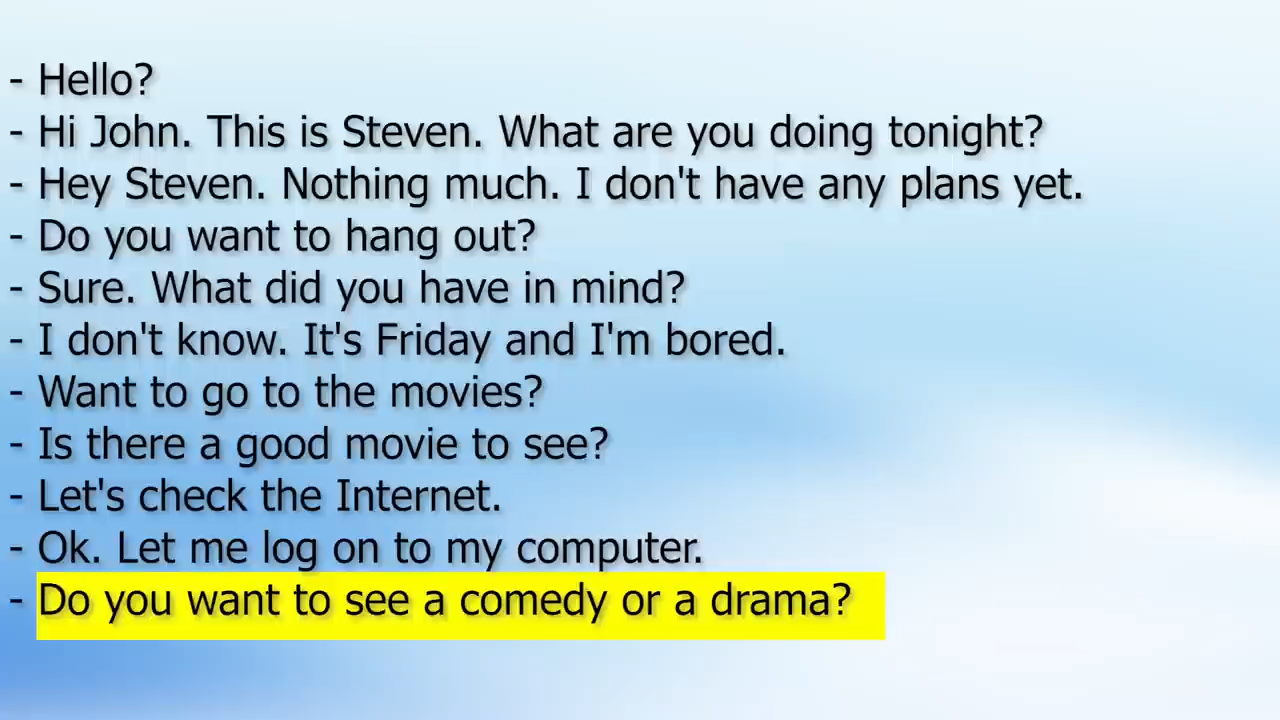 - Hello?
- Hi John. This is Steven. What are you doing tonight?
- Hey Steven. Nothing much. I don't have any plans yet.
- Do you want to hang out?
- Sure. What did you have in mind?
- I don't know. It's Friday and I'm bored.
- Want to go to the movies?
- Is there a good movie to see?
- Let's check the Internet.
- Ok. Let me log on to my computer.
- Do you want to see a comedy or a drama?